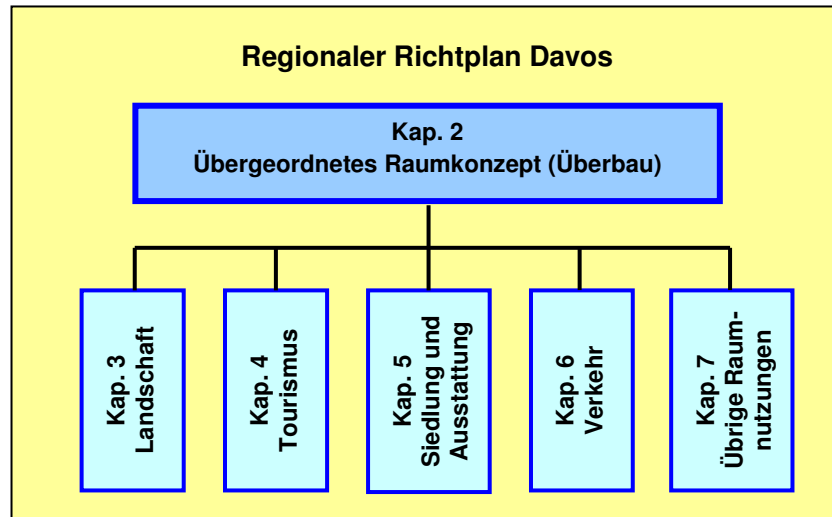 Regionaler Richtplan Davos
Kap. 2
Übergeordnetes Raumkonzept (Überbau)
Kap. 3
Landschaft
Kap. 4
Tourismus
Kap. 5
Siedlung und
Ausstattung
Kap. 6
Verkehr
Kap. 7
Übrige Raum-
nutzungen